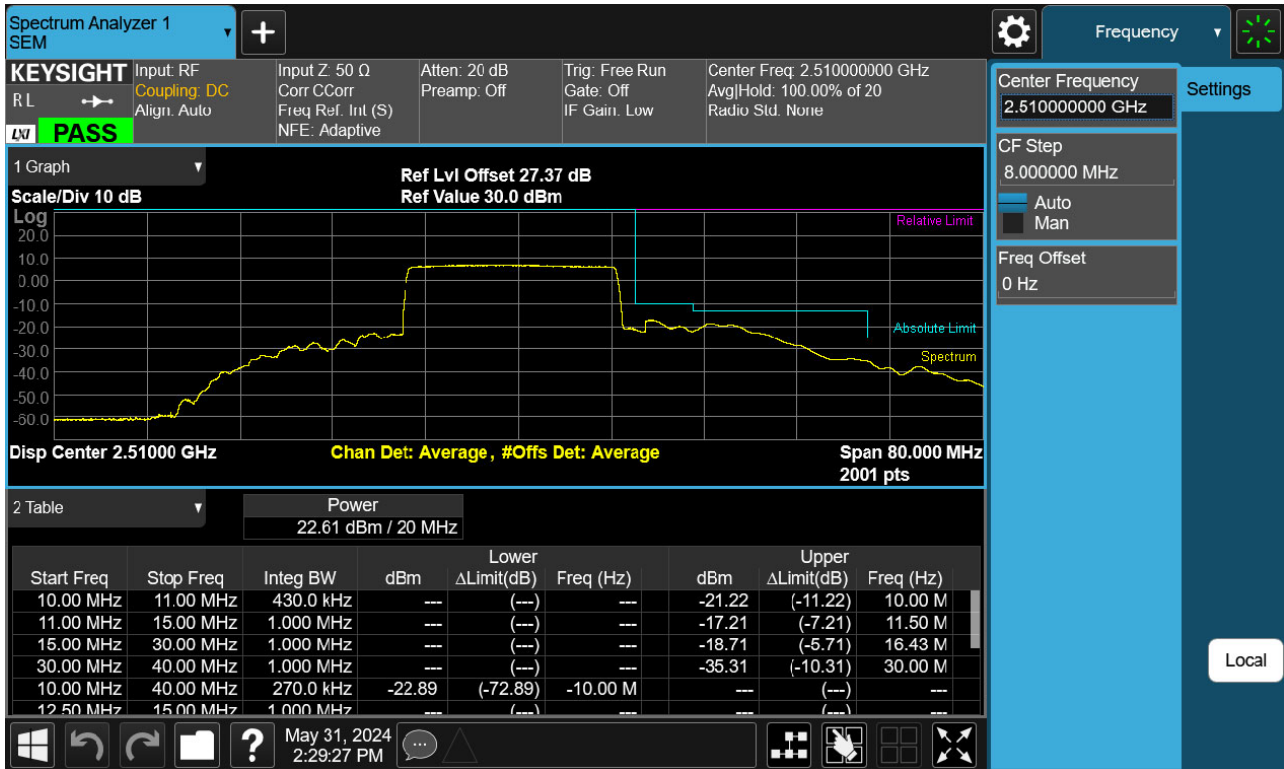 Spectrum Analyzer 1
SEM
+
Frequency
KEYSIGHT
R L
LXI
PASS
Input: RF
Coupling: DC
Align: Auto
Input Z: 50 Ω
Corr CCorr
Freq Ref: Int (S)
NFE: Adaptive
Atten: 20 dB
Preamp: Off
Trig: Free Run
Gate: Off
IF Gain: Low
Center Freq: 2.510000000 GHz
Avg|Hold: 100.00% of 20
Radio Std: None
Center Frequency
2.510000000 GHz
Settings
CF Step
8.000000 MHz
Auto
Man
Freq Offset
0 Hz
1 Graph
Scale/Div 10 dB
Ref Lvl Offset 27.37 dB
Ref Value 30.0 dBm
Log
20.0
10.0
0.00
-10.0
-20.0
-30.0
-40.0
-50.0
-60.0
Relative Limit
Absolute Limit
Spectrum
Disp Center 2.51000 GHz
Chan Det: Average , #Offs Det: Average
Span 80.000 MHz
2001 pts
2 Table
Power
22.61 dBm / 20 MHz
Lower Upper
Start Freq Stop Freq Integ BW dBm ΔLimit(dB) Freq (Hz) dBm ΔLimit(dB) Freq (Hz)
10.00 MHz 11.00 MHz 430.0 kHz --- (---) --- -21.22 (-11.22) 10.00 M
11.00 MHz 15.00 MHz 1.000 MHz --- (---) --- -17.21 (-7.21) 11.50 M
15.00 MHz 30.00 MHz 1.000 MHz --- (---) --- -18.71 (-5.71) 16.43 M
30.00 MHz 40.00 MHz 1.000 MHz --- (---) --- -35.31 (-10.31) 30.00 M
10.00 MHz 40.00 MHz 270.0 kHz -22.89 (-72.89) -10.00 M --- (---) ---
12.50 MHz 15.00 MHz 1.000 MHz --- (---) --- --- (---) ---
Local
?
May 31, 2024
2:29:27 PM